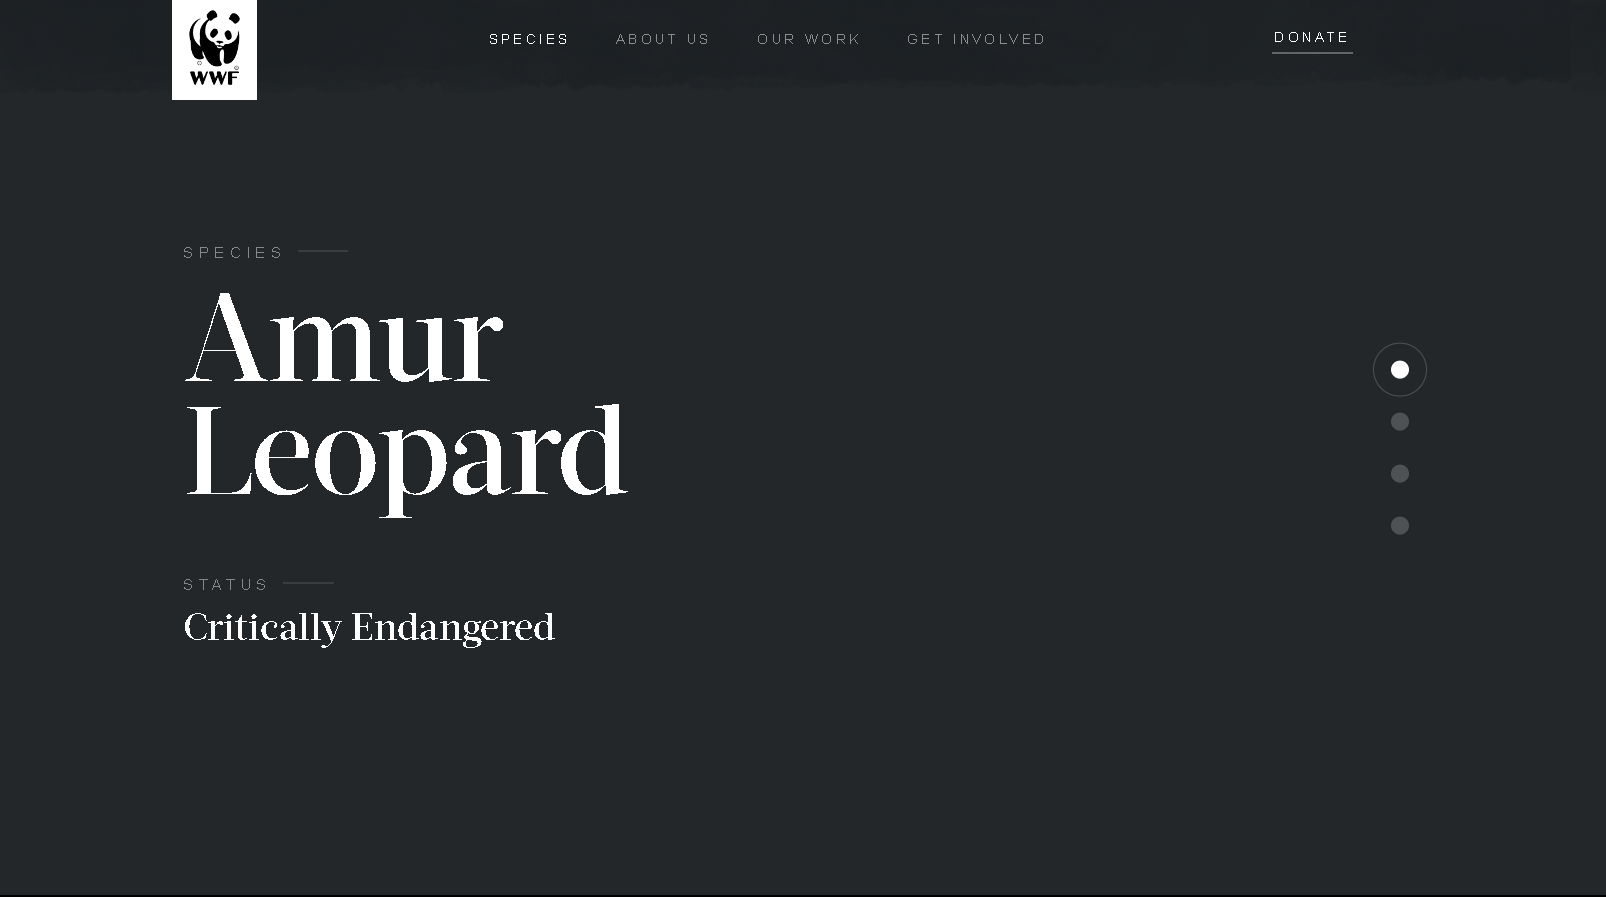 WWF
SPECIES
ABOUT US
OUR WORK
GET INVOLVED
DONATE
SPECIES
Amur
Leopard
STATUS
Critically Endangered